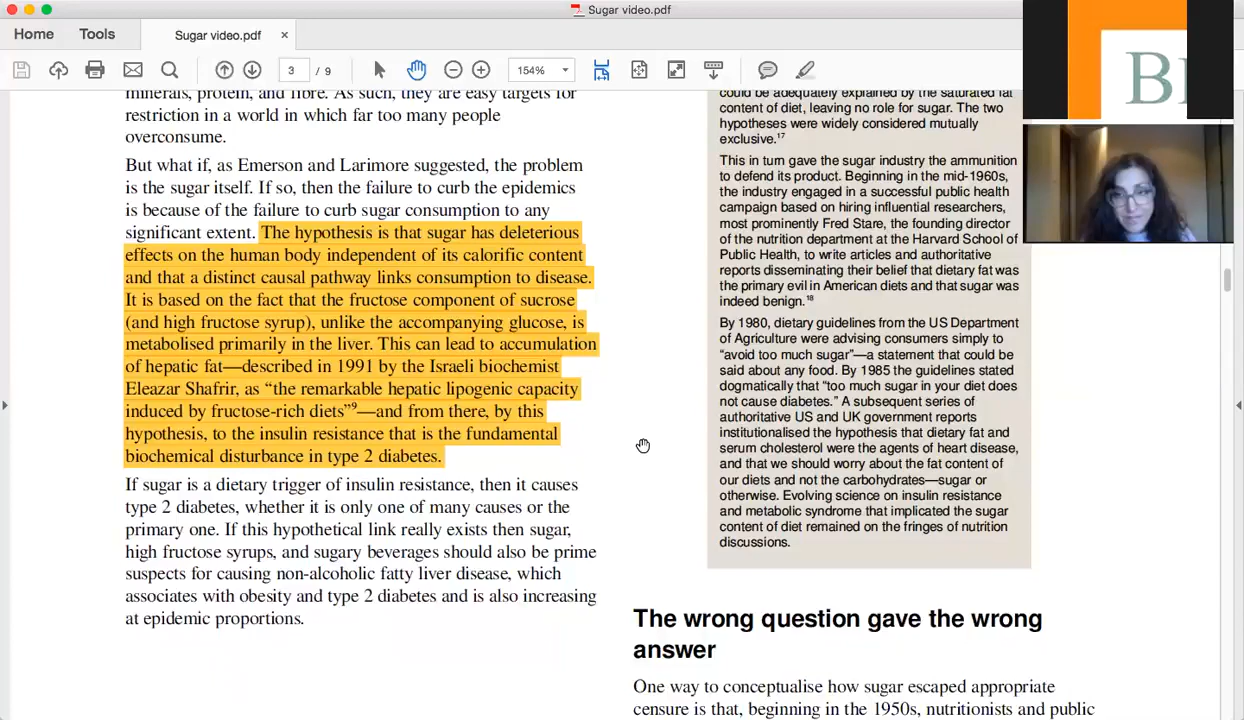 Sugar video.pdf
Home
Tools
Sugar video.pdf
×
3 / 9
154%
minerals, protein, and fibre. As such, they are easy targets for
restriction in a world in which far too many people
overconsume.
But what if, as Emerson and Larimore suggested, the problem
is the sugar itself. If so, then the failure to curb the epidemics
is because of the failure to curb sugar consumption to any
significant extent. The hypothesis is that sugar has deleterious
effects on the human body independent of its calorific content
and that a distinct causal pathway links consumption to disease.
It is based on the fact that the fructose component of sucrose
(and high fructose syrup), unlike the accompanying glucose, is
metabolised primarily in the liver. This can lead to accumulation
of hepatic fat—described in 1991 by the Israeli biochemist
Eleazar Shafrir, as “the remarkable hepatic lipogenic capacity
induced by fructose-rich diets”9—and from there, by this
hypothesis, to the insulin resistance that is the fundamental
biochemical disturbance in type 2 diabetes.
If sugar is a dietary trigger of insulin resistance, then it causes
type 2 diabetes, whether it is only one of many causes or the
primary one. If this hypothetical link really exists then sugar,
high fructose syrups, and sugary beverages should also be prime
suspects for causing non-alcoholic fatty liver disease, which
associates with obesity and type 2 diabetes and is also increasing
at epidemic proportions.
could be adequately explained by the saturated fat
content of diet, leaving no role for sugar. The two
hypotheses were widely considered mutually
exclusive.17
This in turn gave the sugar industry the ammunition
to defend its product. Beginning in the mid-1960s,
the industry engaged in a successful public health
campaign based on hiring influential researchers,
most prominently Fred Stare, the founding director
of the nutrition department at the Harvard School of
Public Health, to write articles and authoritative
reports disseminating their belief that dietary fat was
the primary evil in American diets and that sugar was
indeed benign.18
By 1980, dietary guidelines from the US Department
of Agriculture were advising consumers simply to
“avoid too much sugar”—a statement that could be
said about any food. By 1985 the guidelines stated
dogmatically that “too much sugar in your diet does
not cause diabetes.” A subsequent series of
authoritative US and UK government reports
institutionalised the hypothesis that dietary fat and
serum cholesterol were the agents of heart disease,
and that we should worry about the fat content of
our diets and not the carbohydrates—sugar or
otherwise. Evolving science on insulin resistance
and metabolic syndrome that implicated the sugar
content of diet remained on the fringes of nutrition
discussions.
The wrong question gave the wrong
answer
One way to conceptualise how sugar escaped appropriate
censure is that, beginning in the 1950s, nutritionists and public